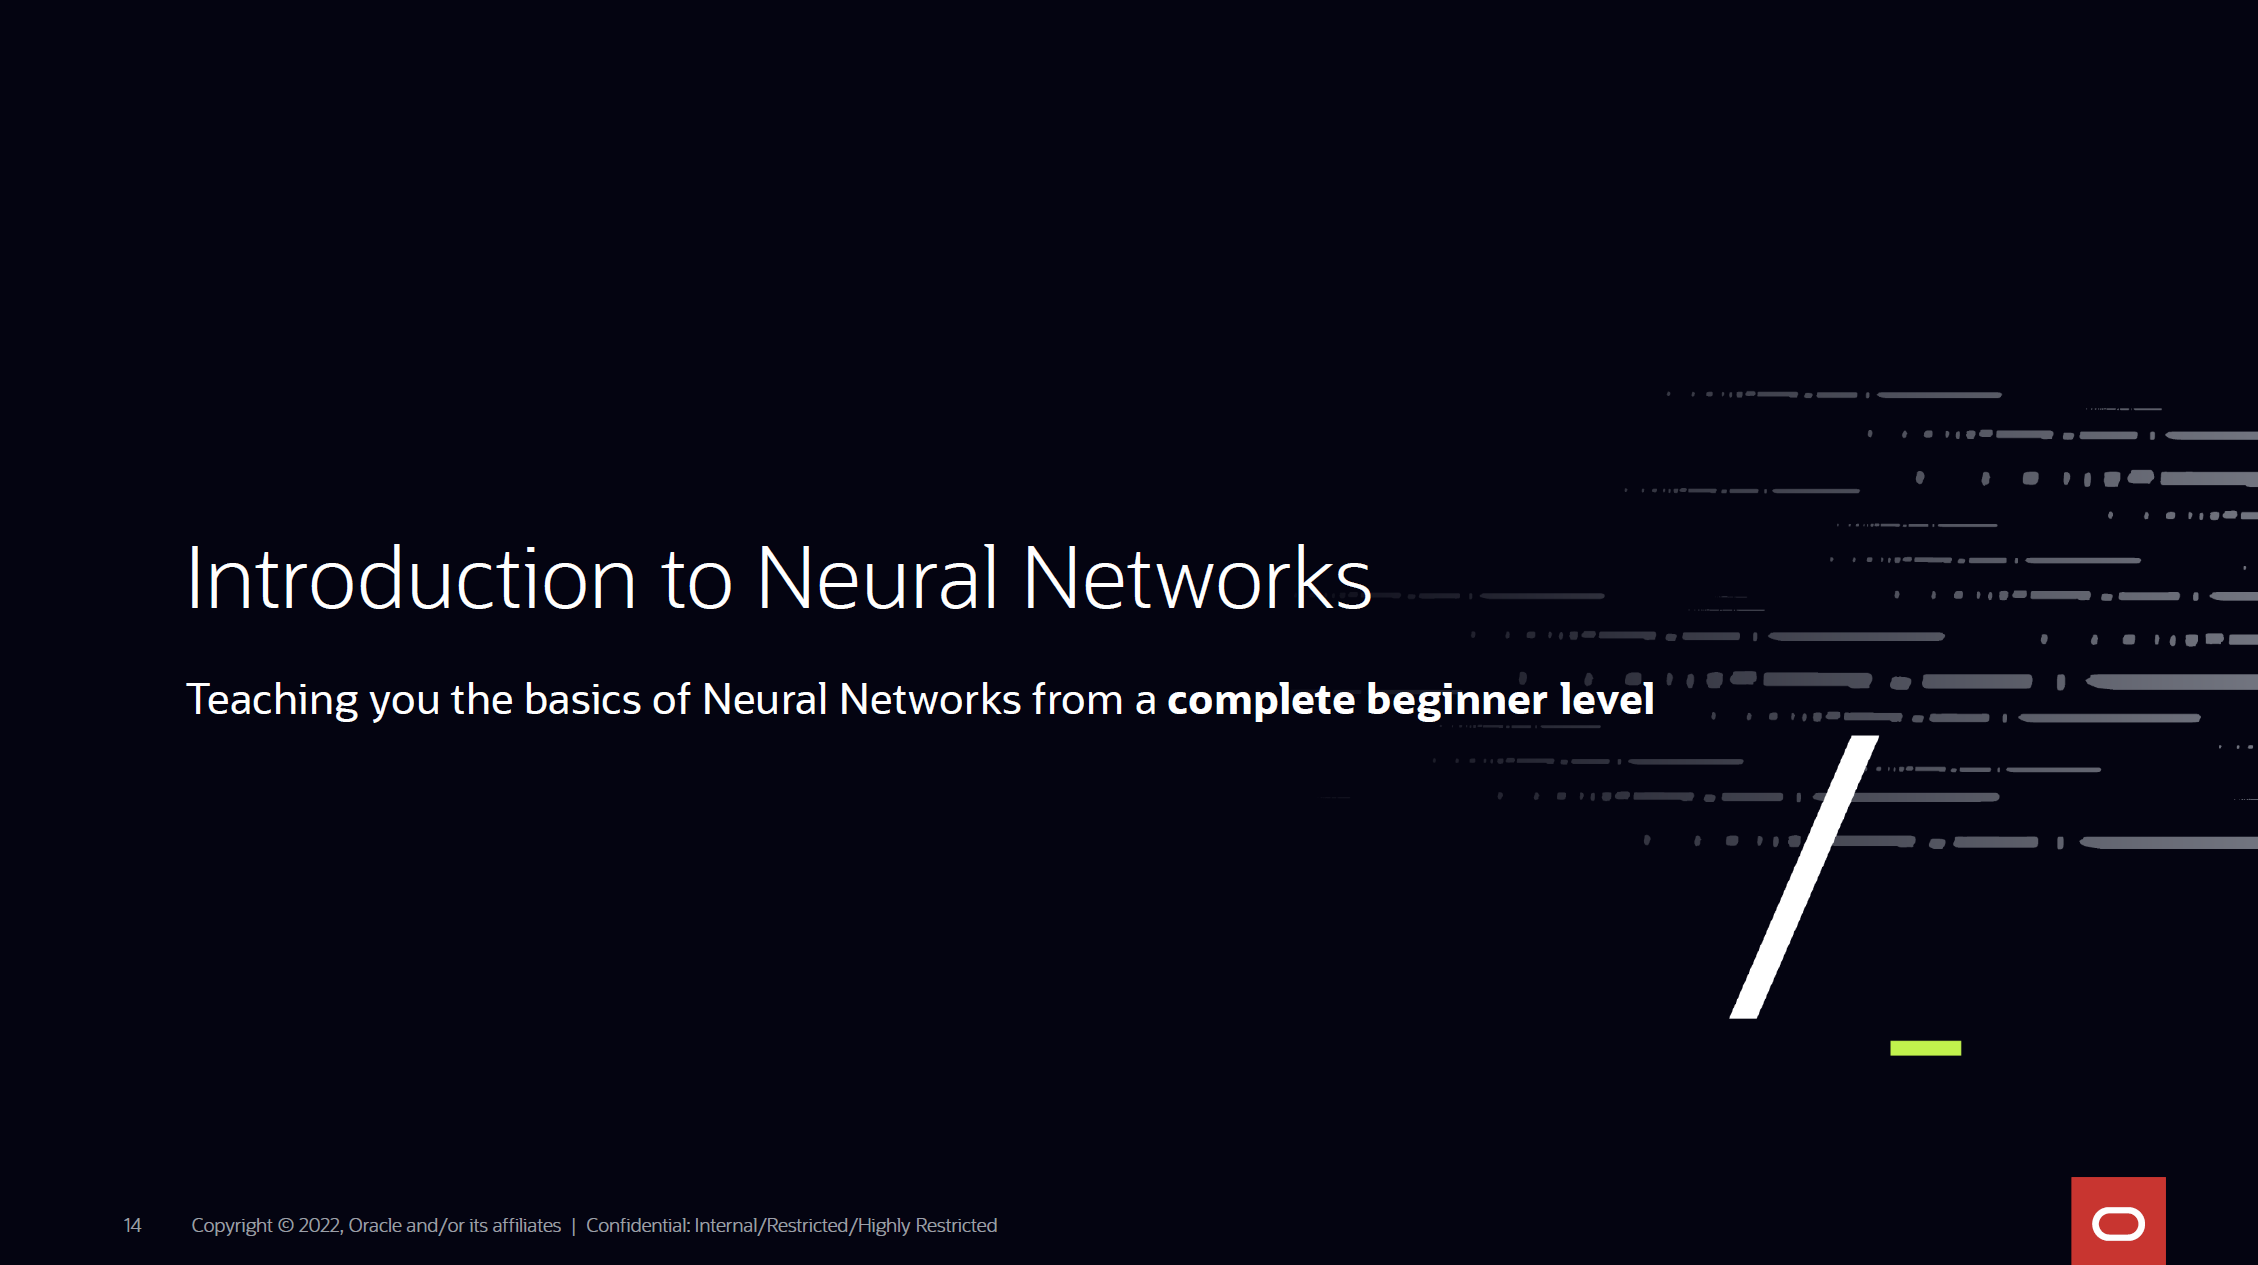 Introduction to Neural Networks
Teaching you the basics of Neural Networks from a complete beginner level
14 Copyright © 2022, Oracle and/or its affiliates | Confidential: Internal/Restricted/Highly Restricted